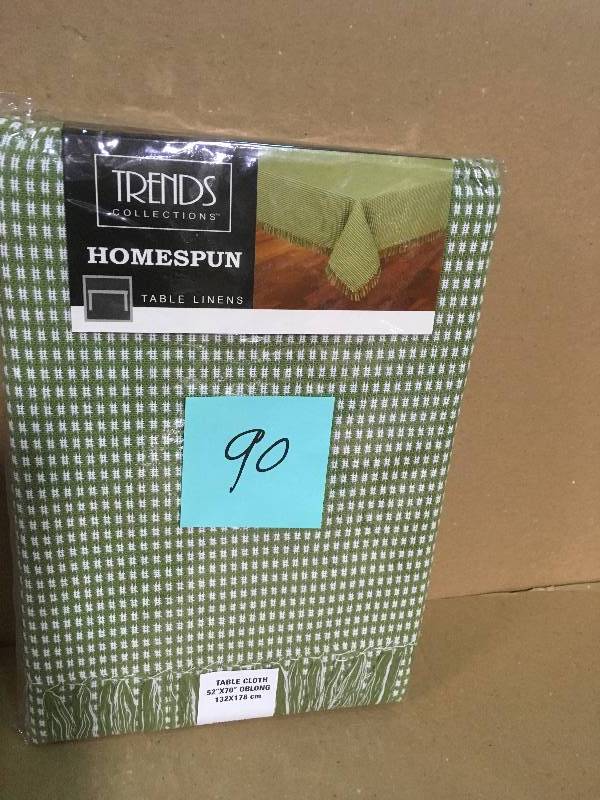 TRENDS
COLLECTIONS™
HOMESPUN
TABLE LINENS
90
TABLE CLOTH
52"X70" OBLONG
132X178 cm